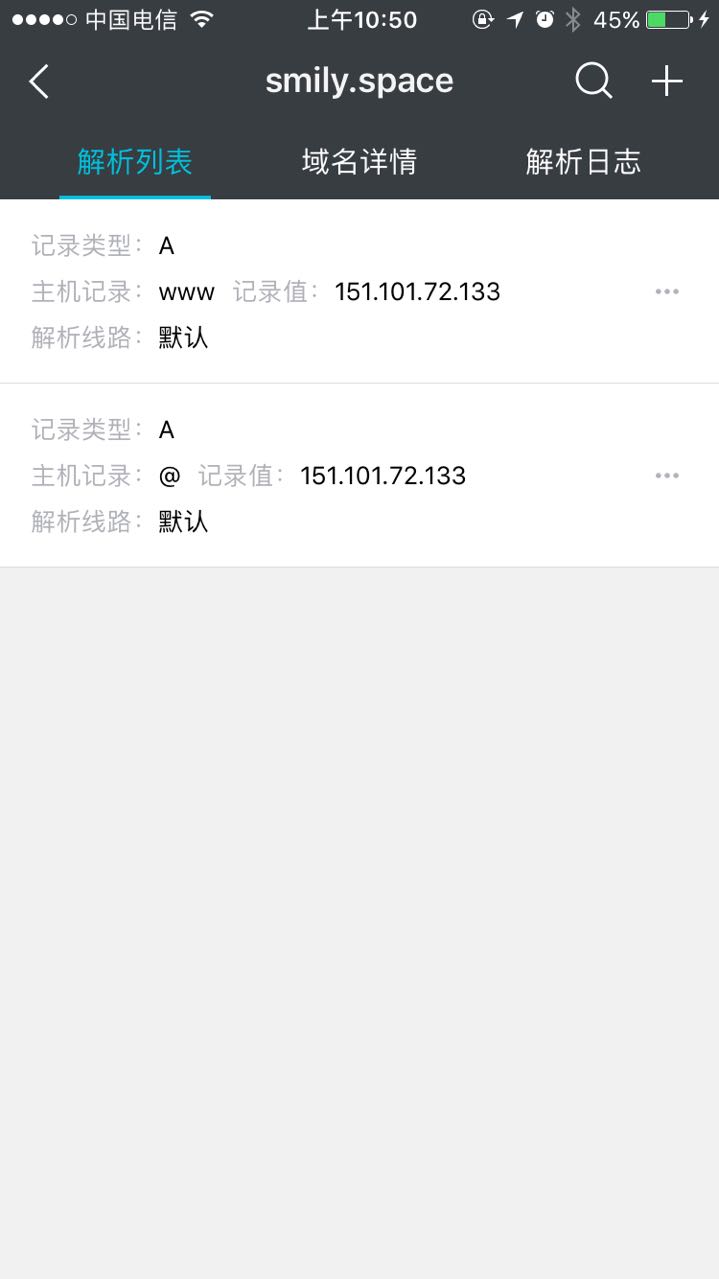 中国电信 上午10:50 45%
smily.space
解析列表 域名详情 解析日志
记录类型: A
主机记录: www 记录值: 151.101.72.133
解析线路: 默认
记录类型: A
主机记录: @ 记录值: 151.101.72.133
解析线路: 默认